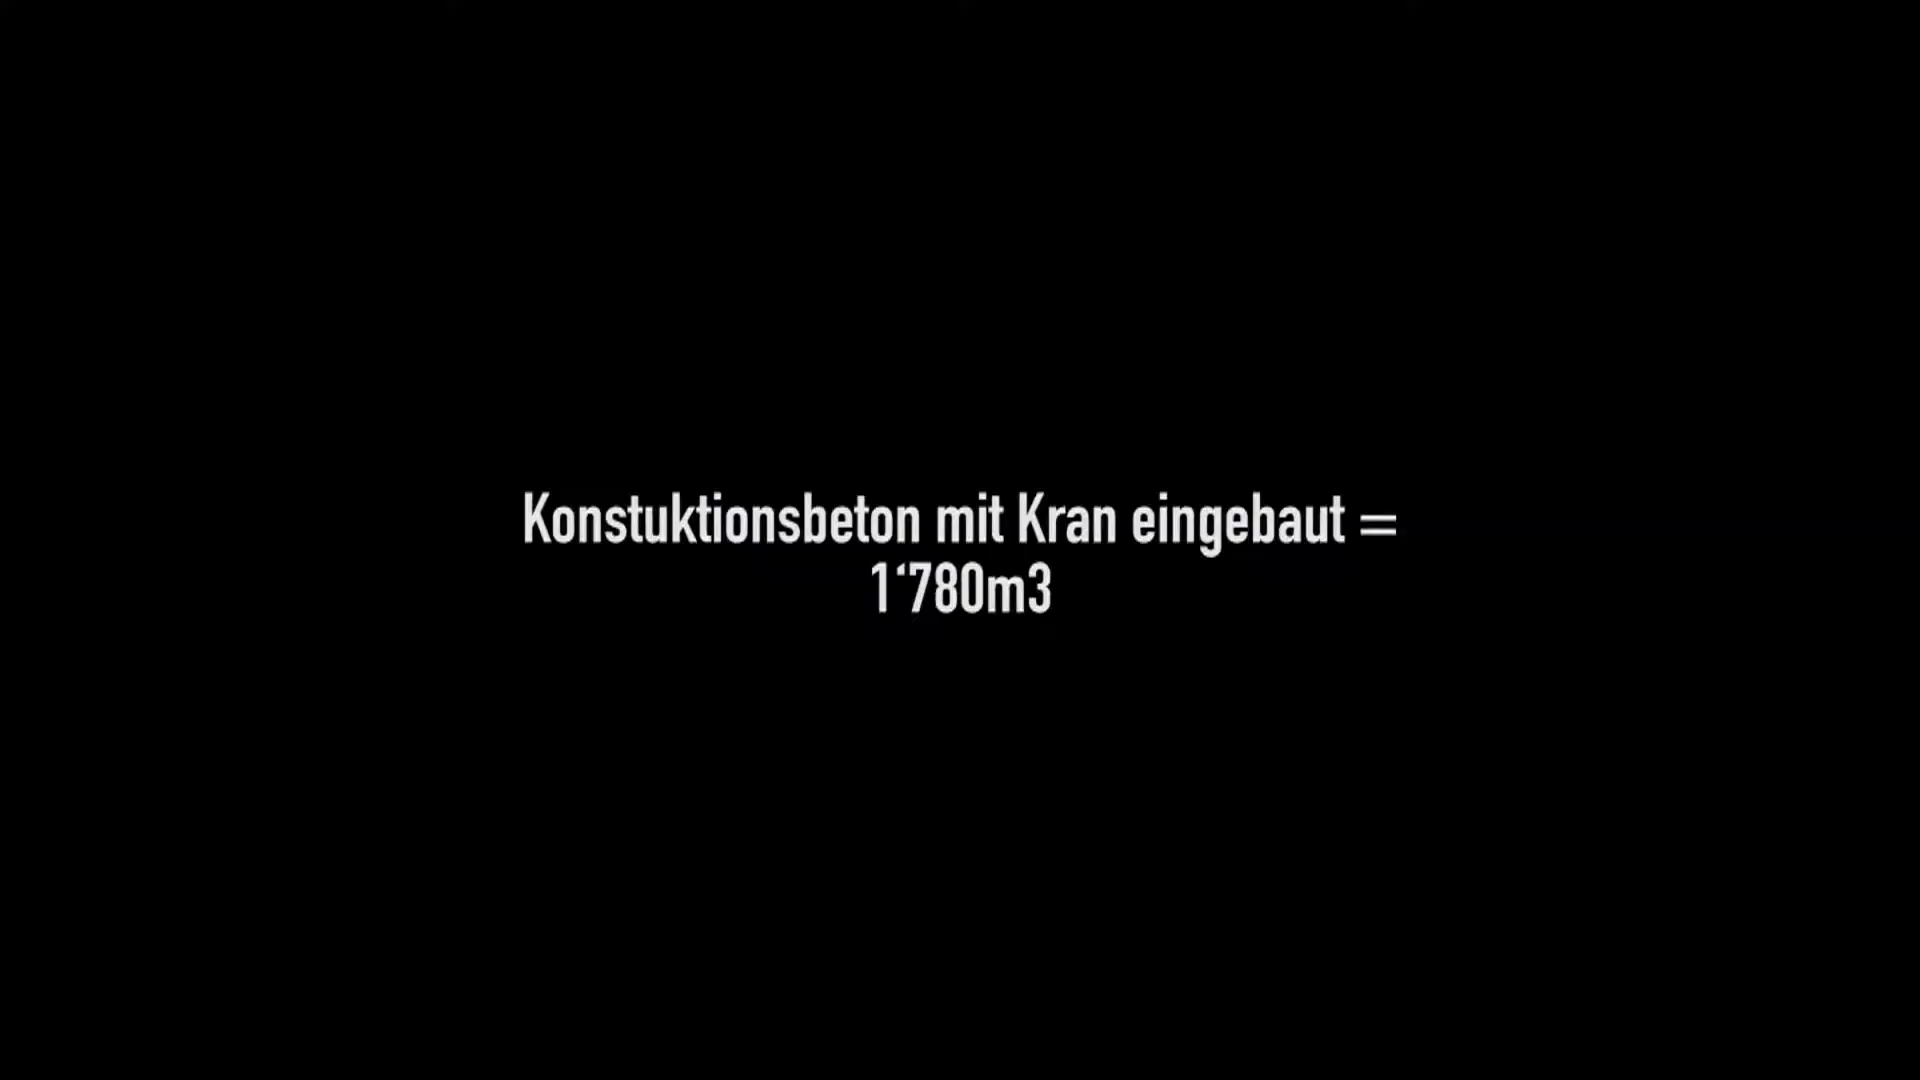 Konstuktionsbeton mit Kran eingebaut =
1‘780m3